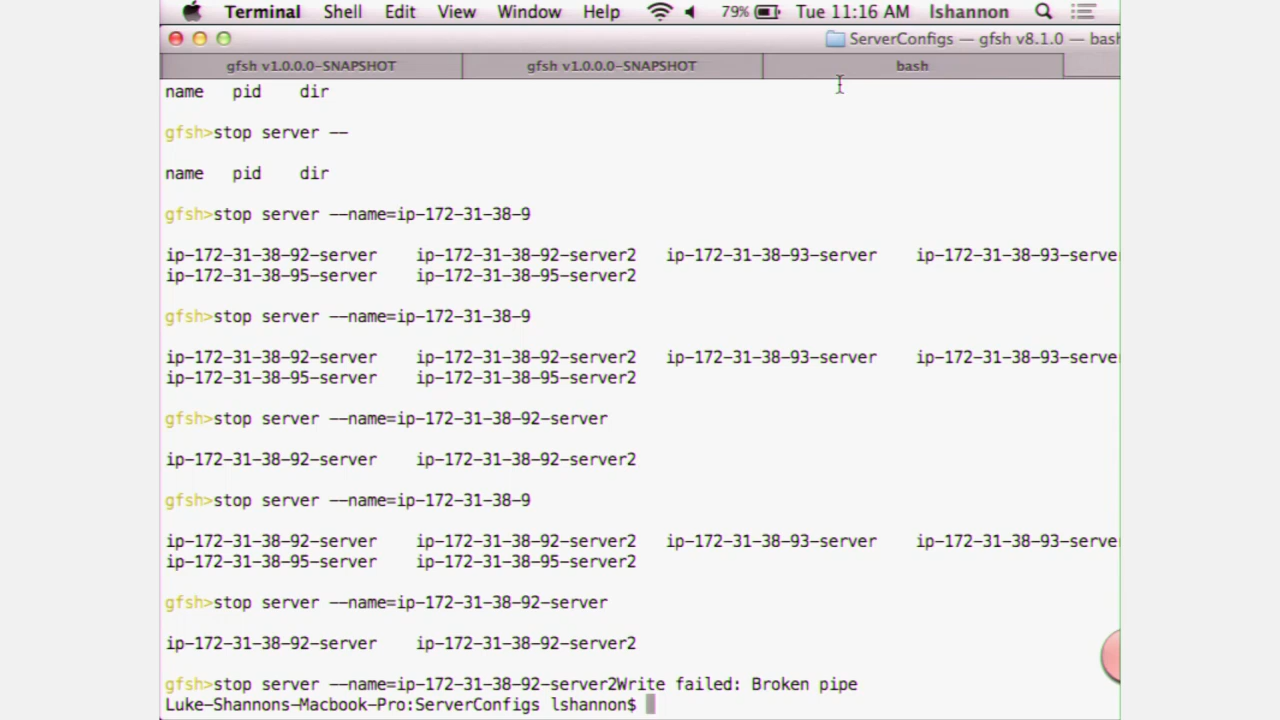 Terminal Shell Edit View Window Help 79% Tue 11:16 AM lshannon
ServerConfigs — gfsh v8.1.0 — bash
gfsh v1.0.0.0-SNAPSHOT gfsh v1.0.0.0-SNAPSHOT bash
name pid dir
gfsh>stop server --
name pid dir
gfsh>stop server --name=ip-172-31-38-9
ip-172-31-38-92-server ip-172-31-38-92-server2 ip-172-31-38-93-server ip-172-31-38-93-serve
ip-172-31-38-95-server ip-172-31-38-95-server2
gfsh>stop server --name=ip-172-31-38-9
ip-172-31-38-92-server ip-172-31-38-92-server2 ip-172-31-38-93-server ip-172-31-38-93-serve
ip-172-31-38-95-server ip-172-31-38-95-server2
gfsh>stop server --name=ip-172-31-38-92-server
ip-172-31-38-92-server ip-172-31-38-92-server2
gfsh>stop server --name=ip-172-31-38-9
ip-172-31-38-92-server ip-172-31-38-92-server2 ip-172-31-38-93-server ip-172-31-38-93-serve
ip-172-31-38-95-server ip-172-31-38-95-server2
gfsh>stop server --name=ip-172-31-38-92-server
ip-172-31-38-92-server ip-172-31-38-92-server2
gfsh>stop server --name=ip-172-31-38-92-server2Write failed: Broken pipe
Luke-Shannons-Macbook-Pro:ServerConfigs lshannon$